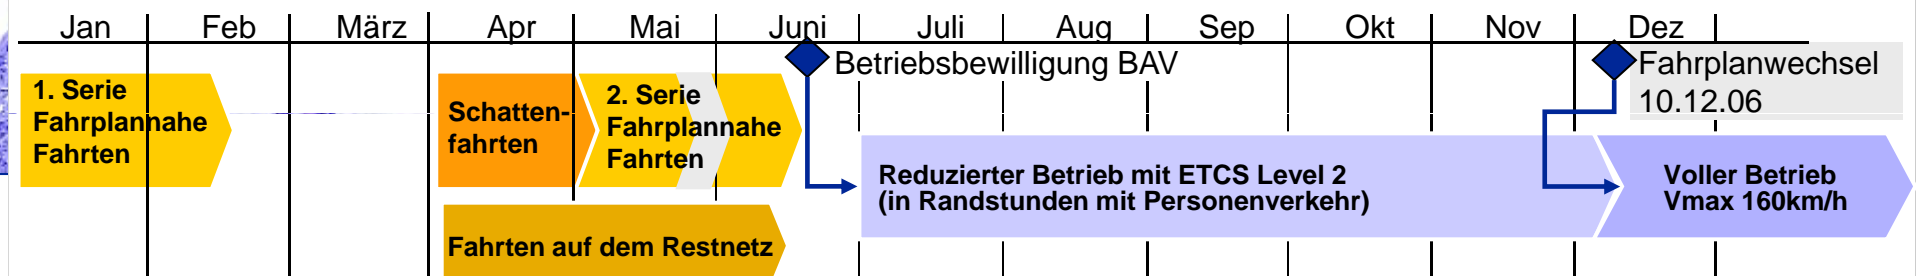 Jan Feb März Apr Mai Juni Juli Aug Sep Okt Nov Dez
Betriebsbewilligung BAV
Fahrplanwechsel
10.12.06
1. Serie
Fahrplannahe
Fahrten
Schatten-
fahrten
2. Serie
Fahrplannahe
Fahrten
Reduzierter Betrieb mit ETCS Level 2
(in Randstunden mit Personenverkehr)
Voller Betrieb
Vmax 160km/h
Fahrten auf dem Restnetz